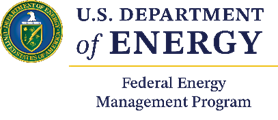 U.S. DEPARTMENT
of ENERGY
Federal Energy
Management Program